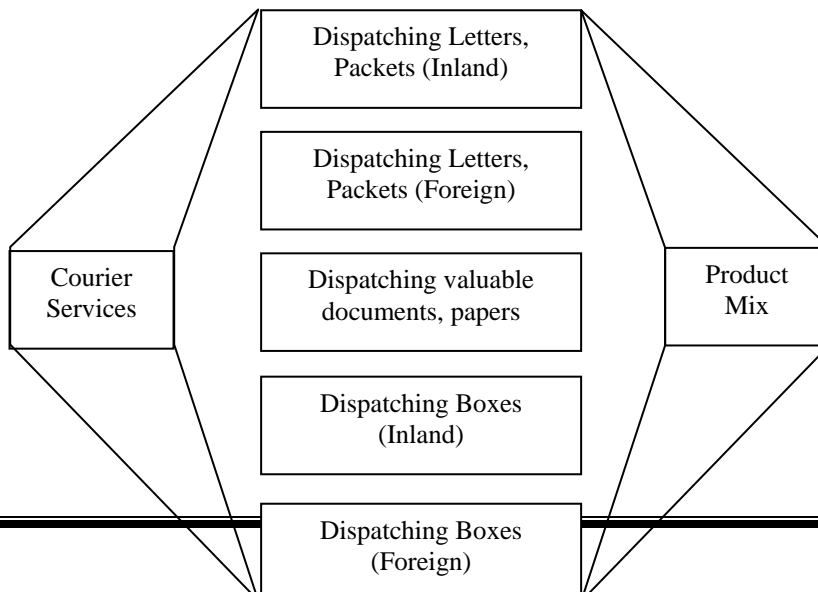 Dispatching Letters,
Packets (Inland)
Dispatching Letters,
Packets (Foreign)
Courier
Services
Dispatching valuable
documents, papers
Product
Mix
Dispatching Boxes
(Inland)
Dispatching Boxes
(Foreign)